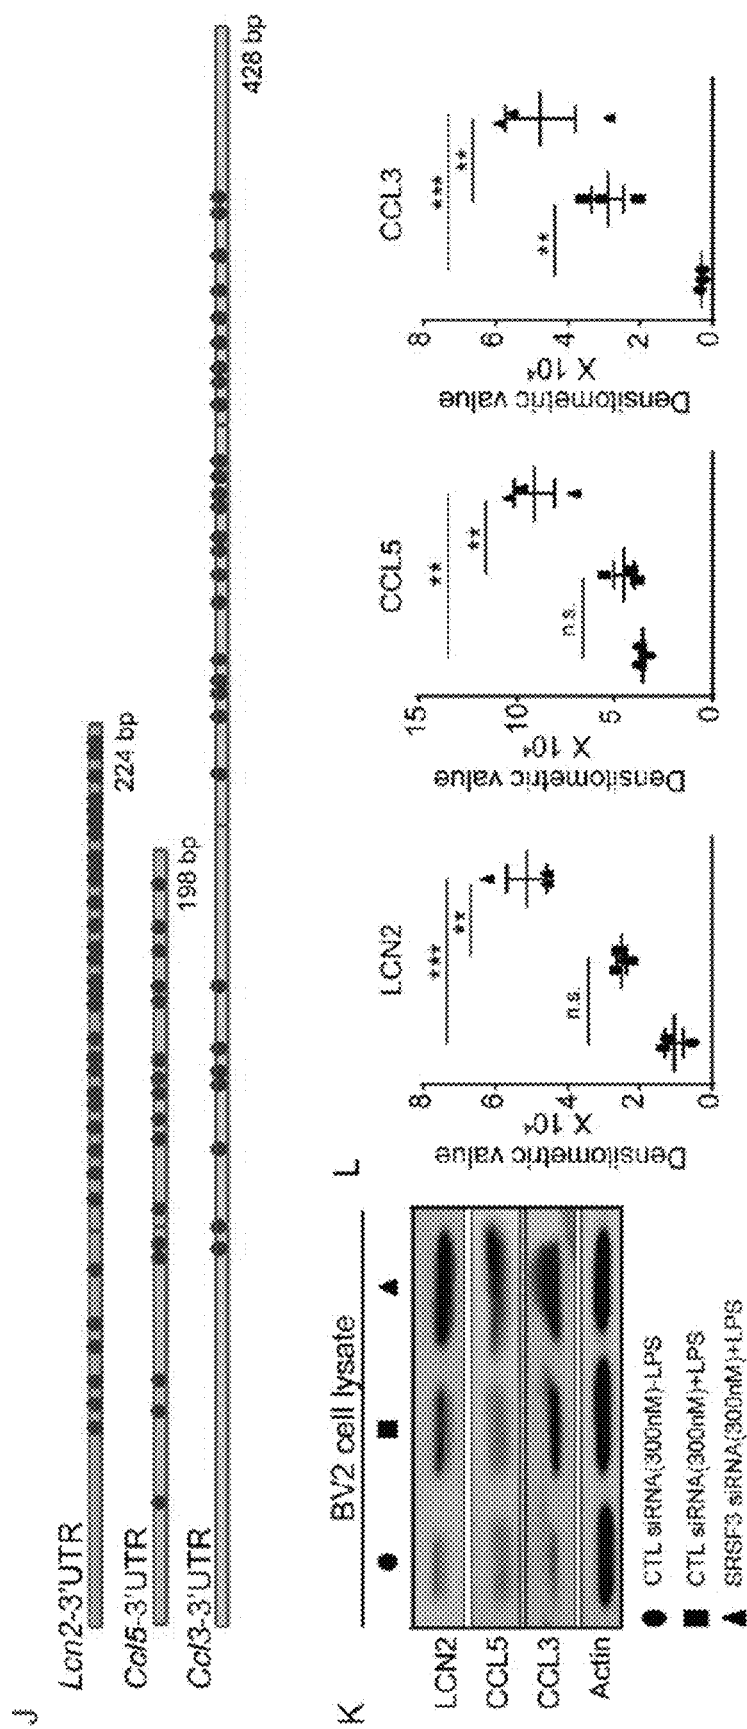 J
Lcn2-3'UTR
224 bp
Ccl5-3'UTR
198 bp
Ccl3-3'UTR
428 bp
K
BV2 cell lysate
LCN2
CCL5
CCL3
Actin
CTL siRNA(300nM)-LPS
CTL siRNA(300nM)+LPS
SRSF3 siRNA(300nM)+LPS
L
LCN2
Densitometric value
X 10⁴
8
6
4
2
0
***
**
n.s.
CCL5
Densitometric value
X 10⁴
15
10
5
0
**
**
n.s.
CCL3
Densitometric value
X 10⁴
8
6
4
2
0
***
**
**